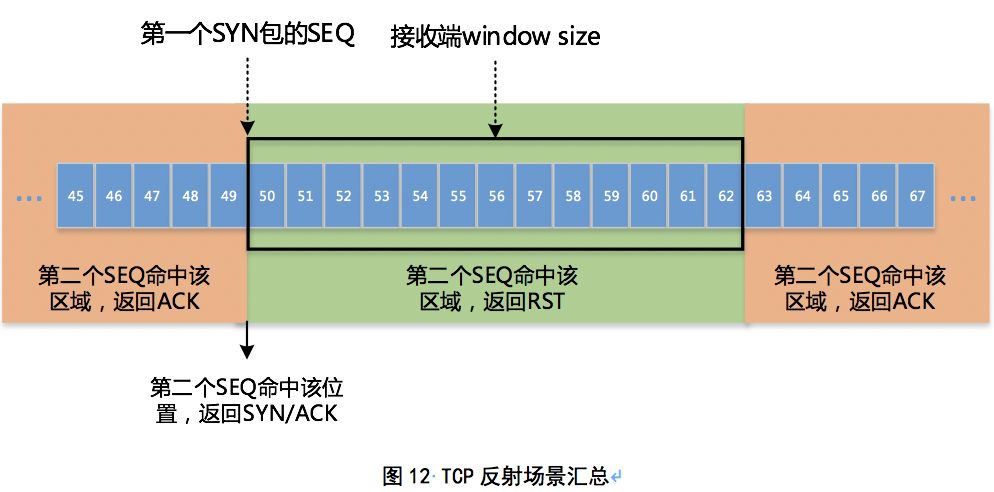 第一个SYN包的SEQ
接收端window size
... 45 46 47 48 49 50 51 52 53 54 55 56 57 58 59 60 61 62 63 64 65 66 67 ...
第二个SEQ命中该
区域，返回ACK
第二个SEQ命中该
区域，返回RST
第二个SEQ命中该
区域，返回ACK
第二个SEQ命中该位
置，返回SYN/ACK
图 12· TCP 反射场景汇总↵